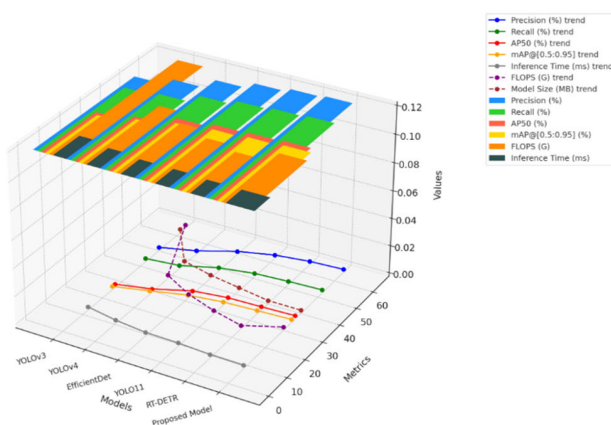 Precision (%) trend
Recall (%) trend
AP50 (%) trend
mAP@[0.5:0.95] (%) trend
Inference Time (ms) trend
FLOPS (G) trend
Model Size (MB) trend
Precision (%)
Recall (%)
AP50 (%)
mAP@[0.5:0.95] (%)
FLOPS (G)
Inference Time (ms)
0.12
0.10
0.08
0.06
0.04
0.02
0.00
Values
60
50
40
30
20
10
0
Metrics
YOLOv3
YOLOv4
EfficientDet
YOLO11
RT-DETR
Proposed Model
Models